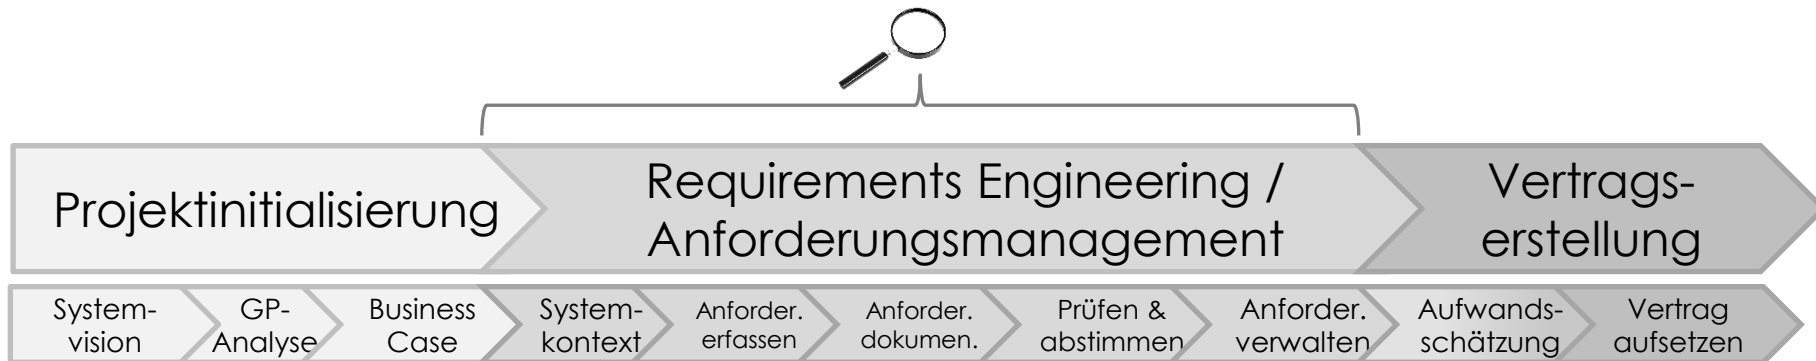 Projektinitialisierung
Requirements Engineering /
Anforderungsmanagement
Vertrags-
erstellung
System-
vision
GP-
Analyse
Business
Case
System-
kontext
Anforder.
erfassen
Anforder.
dokumen.
Prüfen &
abstimmen
Anforder.
verwalten
Aufwands-
schätzung
Vertrag
aufsetzen